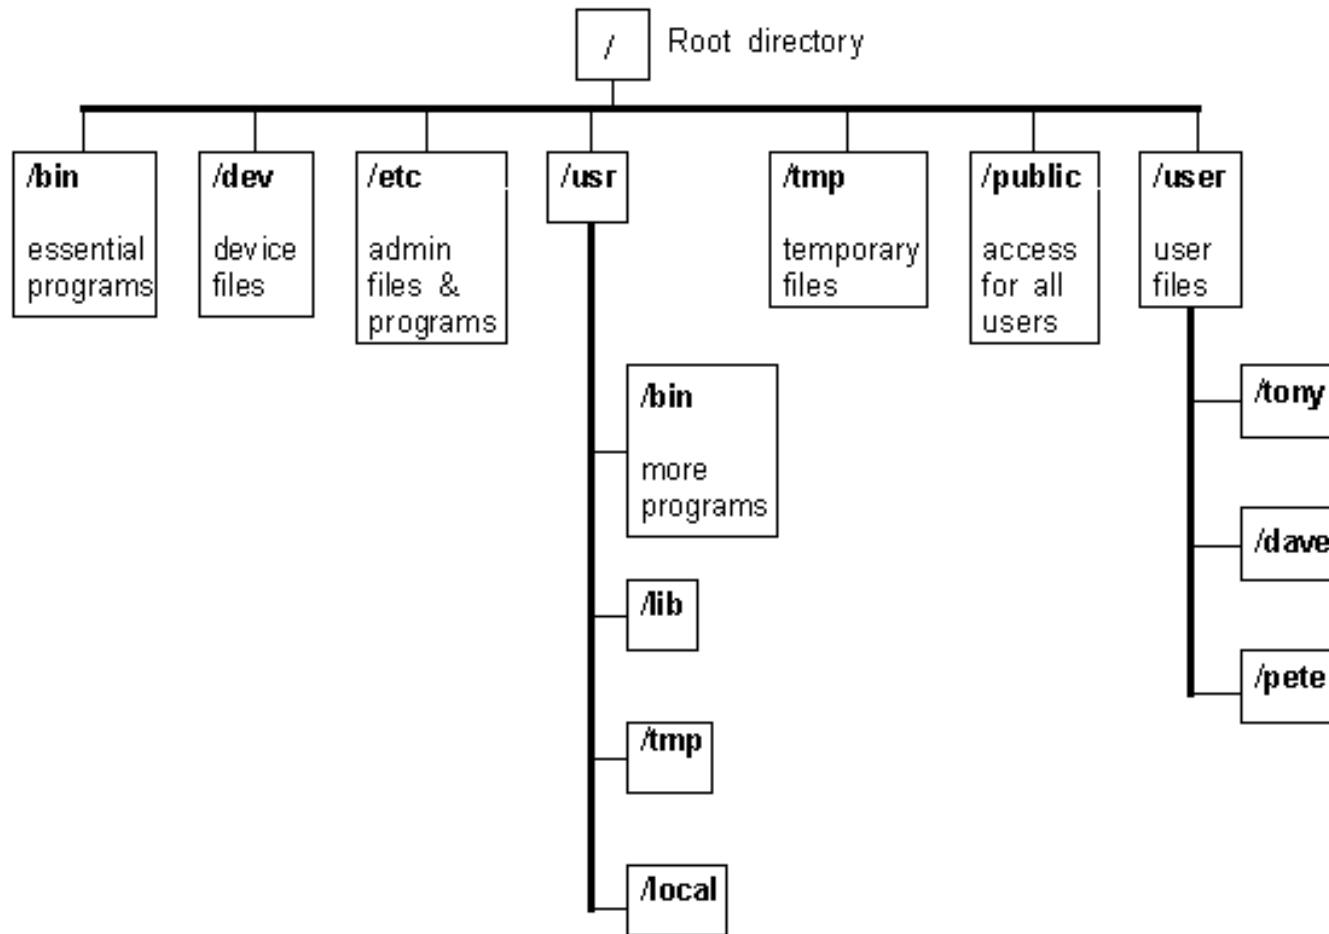 / Root directory
/bin
essential
programs
/dev
device
files
/etc
admin
files &
programs
/usr
/tmp
temporary
files
/public
access
for all
users
/user
user
files
/bin
more
programs
/lib
/tmp
/local
/tony
/dave
/pete